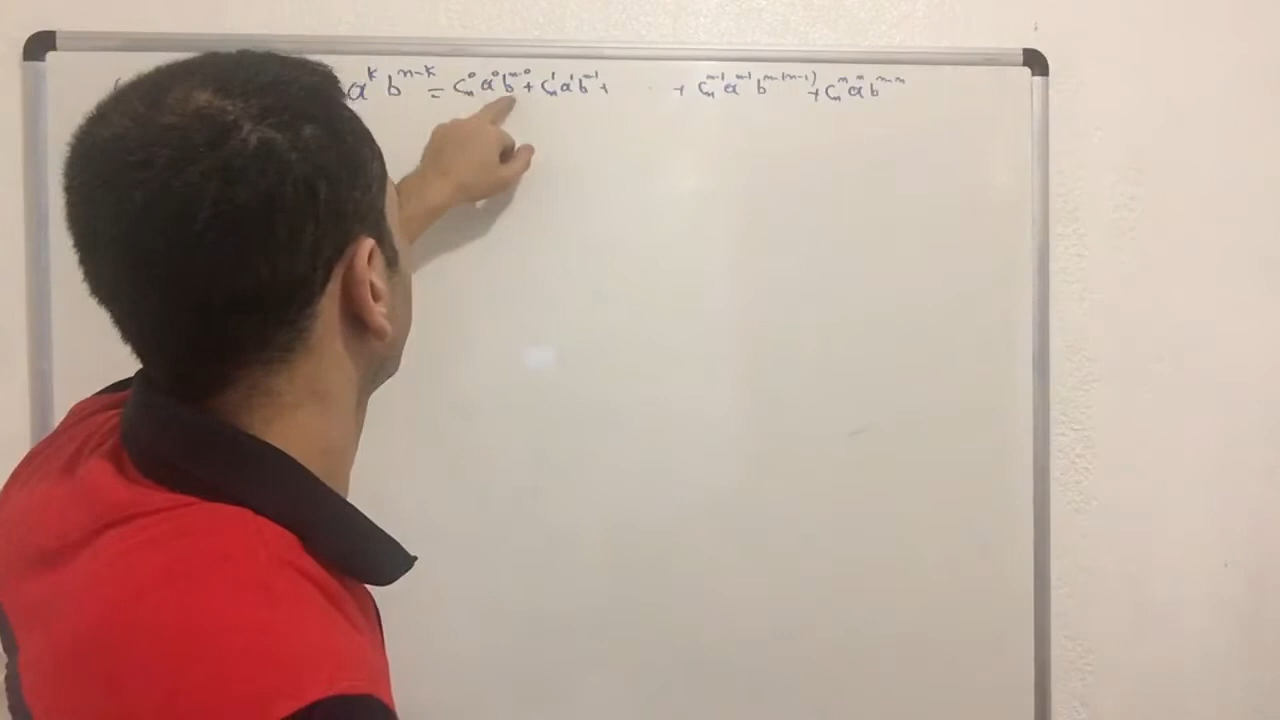 a^k b^{n-k} = C_n^0 a^0 b^{n-0} + C_n^1 a^1 b^{n-1} + . . + C_n^{n-1} a^{n-1} b^{n-(n-1)} + C_n^n a^n b^{n-n}